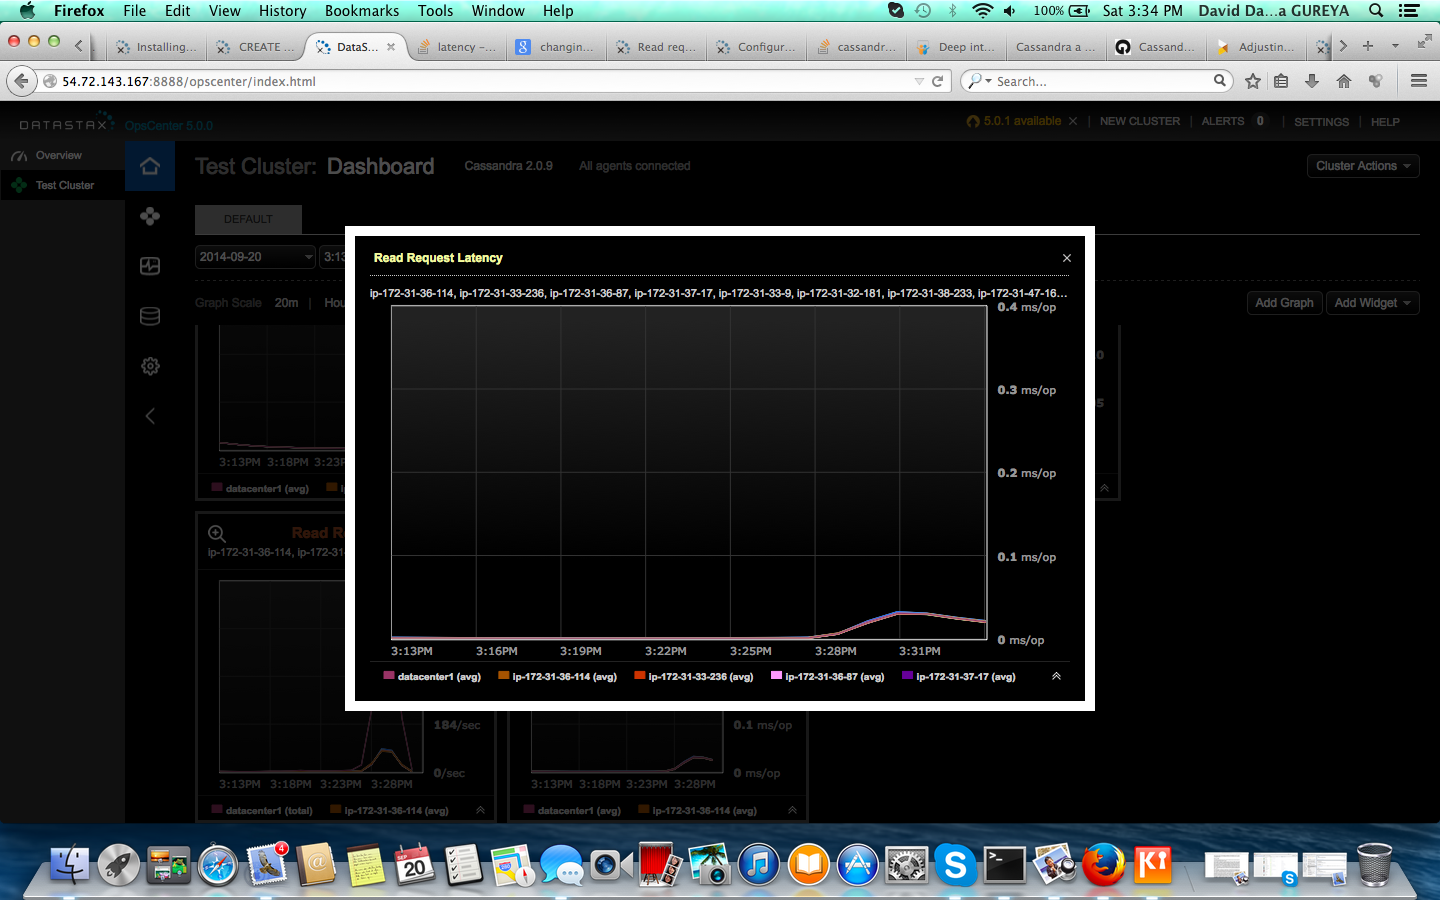 Firefox File Edit View History Bookmarks Tools Window Help 100% Sat 3:34 PM David Da...a GUREYA
Installing... CREATE ... DataS... latency –... changin... Read req... Configur... cassandr... Deep int... Cassandra a ... Cassand... Adjustin...
54.72.143.167:8888/opscenter/index.html Search...
DATASTAX OpsCenter 5.0.0 5.0.1 available × | NEW CLUSTER | ALERTS 0 | SETTINGS | HELP
Overview
Test Cluster
Test Cluster: Dashboard Cassandra 2.0.9 All agents connected Cluster Actions
DEFAULT
2014-09-20 3:13
Graph Scale 20m | Hou Add Graph Add Widget
Read Request Latency ×
ip-172-31-36-114, ip-172-31-33-236, ip-172-31-36-87, ip-172-31-37-17, ip-172-31-33-9, ip-172-31-32-181, ip-172-31-38-233, ip-172-31-47-16...
0.4 ms/op
0.3 ms/op
0.2 ms/op
0.1 ms/op
0 ms/op
3:13PM 3:16PM 3:19PM 3:22PM 3:25PM 3:28PM 3:31PM
datacenter1 (avg) ip-172-31-36-114 (avg) ip-172-31-33-236 (avg) ip-172-31-36-87 (avg) ip-172-31-37-17 (avg)
3:13PM 3:18PM 3:23
datacenter1 (avg)
Read R
ip-172-31-36-114, ip-172-31
184/sec
0/sec
3:13PM 3:18PM 3:23PM 3:28PM
datacenter1 (total) ip-172-31-36-114 (avg)
0.1 ms/op
0 ms/op
3:13PM 3:18PM 3:23PM 3:28PM
datacenter1 (avg) ip-172-31-36-114 (avg)
4
SEP
20